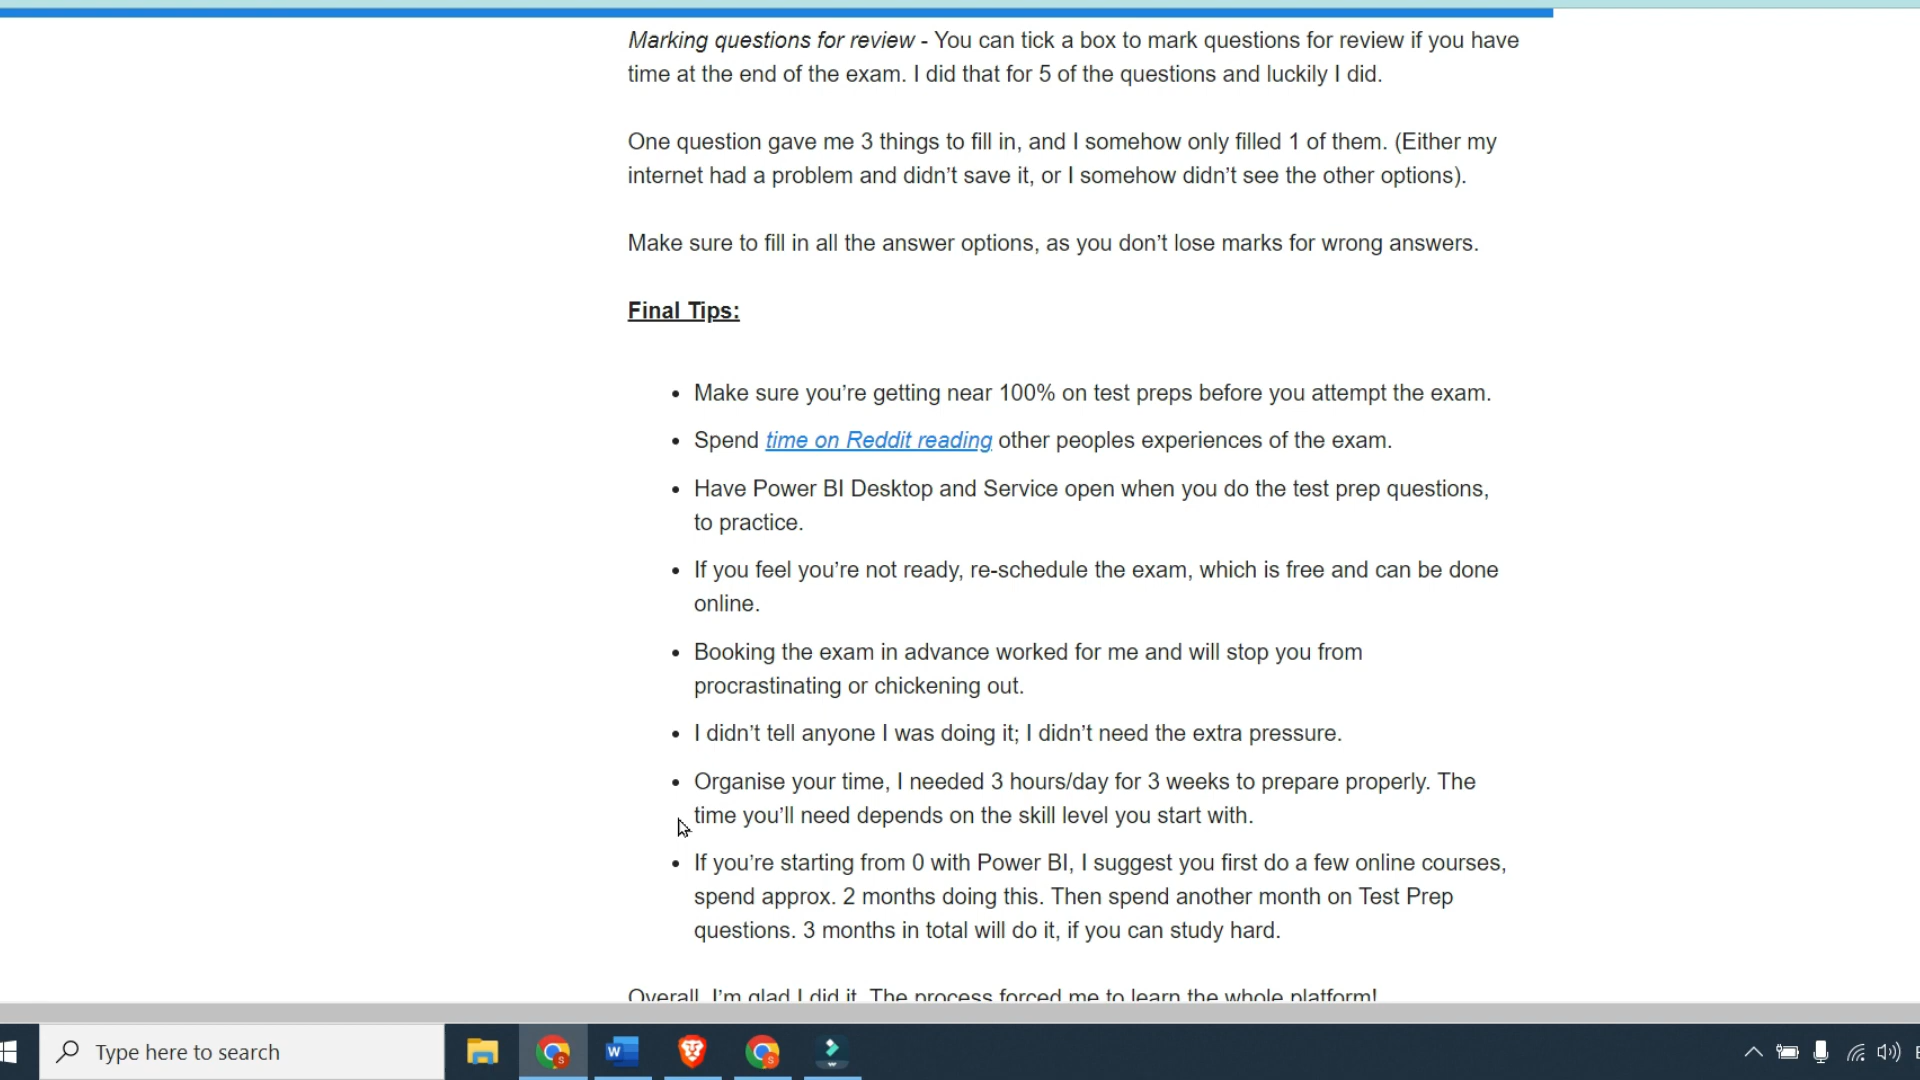 Marking questions for review - You can tick a box to mark questions for review if you have
time at the end of the exam. I did that for 5 of the questions and luckily I did.
One question gave me 3 things to fill in, and I somehow only filled 1 of them. (Either my
internet had a problem and didn’t save it, or I somehow didn’t see the other options).
Make sure to fill in all the answer options, as you don’t lose marks for wrong answers.
Final Tips:
• Make sure you’re getting near 100% on test preps before you attempt the exam.
• Spend time on Reddit reading other peoples experiences of the exam.
• Have Power BI Desktop and Service open when you do the test prep questions,
to practice.
• If you feel you’re not ready, re-schedule the exam, which is free and can be done
online.
• Booking the exam in advance worked for me and will stop you from
procrastinating or chickening out.
• I didn’t tell anyone I was doing it; I didn’t need the extra pressure.
• Organise your time, I needed 3 hours/day for 3 weeks to prepare properly. The
time you’ll need depends on the skill level you start with.
• If you’re starting from 0 with Power BI, I suggest you first do a few online courses,
spend approx. 2 months doing this. Then spend another month on Test Prep
questions. 3 months in total will do it, if you can study hard.
Overall, I’m glad I did it. The process forced me to learn the whole platform!
Type here to search